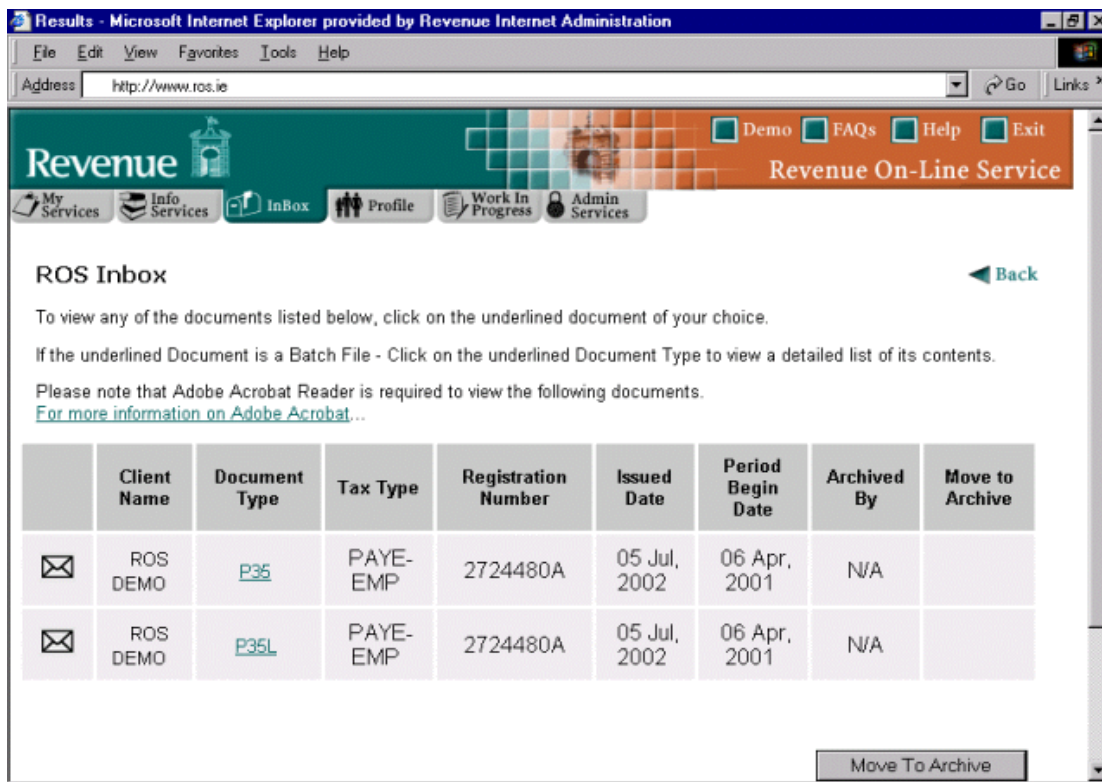 Results - Microsoft Internet Explorer provided by Revenue Internet Administration
File Edit View Favorites Tools Help
Address http://www.ros.ie Go Links »
Demo FAQs Help Exit
Revenue Revenue On-Line Service
My Services Info Services InBox Profile Work In Progress Admin Services
ROS Inbox Back
To view any of the documents listed below, click on the underlined document of your choice.
If the underlined Document is a Batch File - Click on the underlined Document Type to view a detailed list of its contents.
Please note that Adobe Acrobat Reader is required to view the following documents.
For more information on Adobe Acrobat...
Client Name Document Type Tax Type Registration Number Issued Date Period Begin Date Archived By Move to Archive
ROS DEMO P35 PAYE-EMP 2724480A 05 Jul, 2002 06 Apr, 2001 N/A
ROS DEMO P35L PAYE-EMP 2724480A 05 Jul, 2002 06 Apr, 2001 N/A
Move To Archive